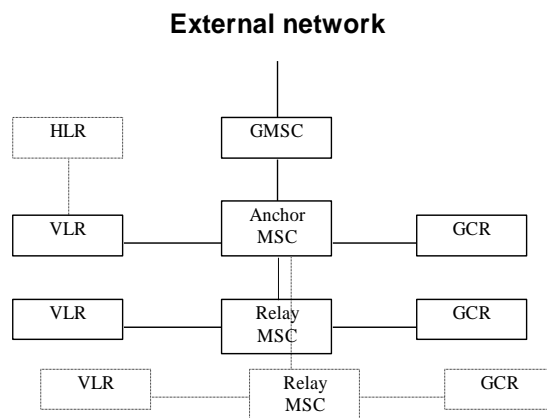 External network
HLR
GMSC
VLR
Anchor
MSC
GCR
VLR
Relay
MSC
GCR
VLR
Relay
MSC
GCR